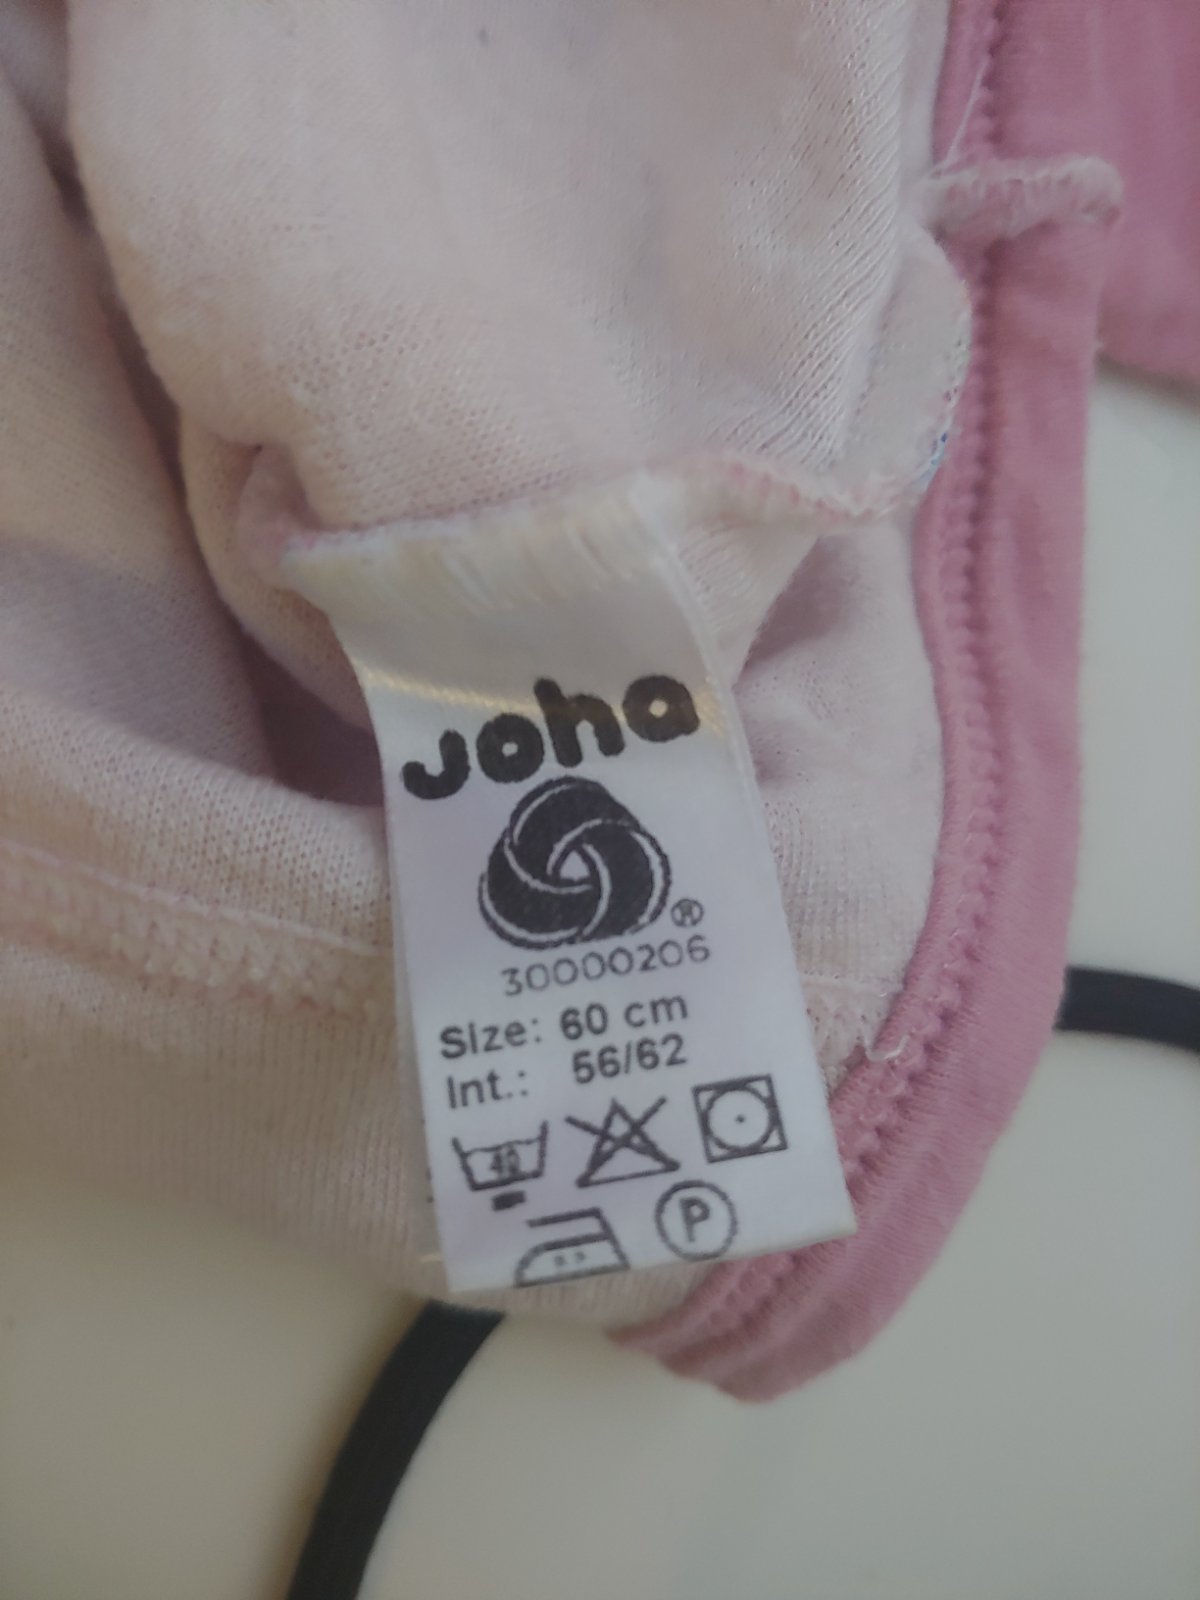 Joha
®
30000206
Size: 60 cm
Int.: 56/62
40
P